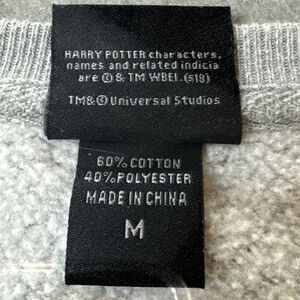 HARRY POTTER characters,
names and related indicia
are © & TM WBEI.(s18)
TM&© Universal Studios
60% COTTON
40% POLYESTER
MADE IN CHINA
M